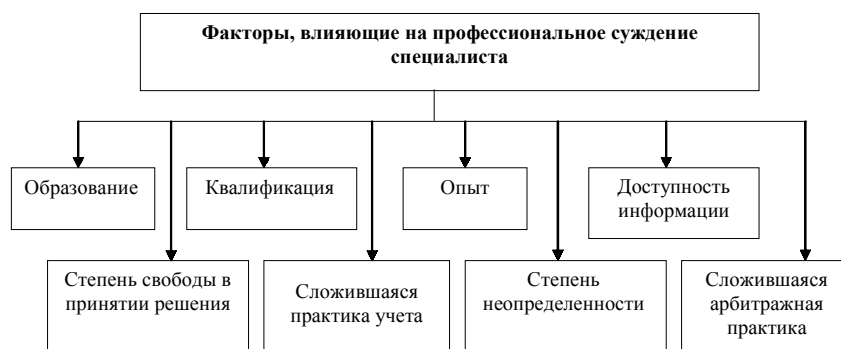 Факторы, влияющие на профессиональное суждение
специалиста
Образование
Квалификация
Опыт
Доступность
информации
Степень свободы в
принятии решения
Сложившаяся
практика учета
Степень
неопределенности
Сложившаяся
арбитражная
практика